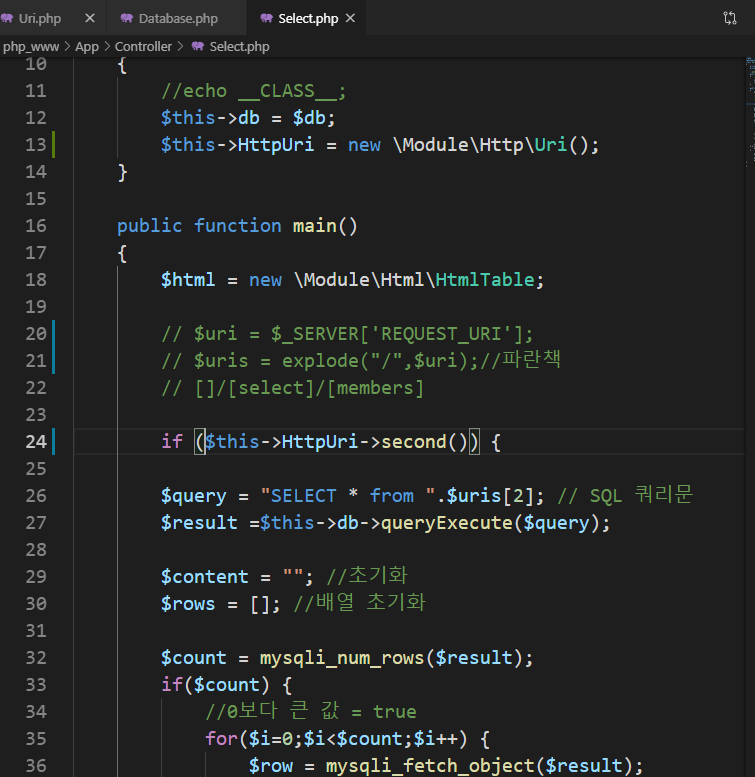 Uri.php Database.php Select.php
php_www > App > Controller > Select.php
10 {
11 //echo __CLASS__;
12 $this->db = $db;
13 $this->HttpUri = new \Module\Http\Uri();
14 }
15
16 public function main()
17 {
18 $html = new \Module\Html\HtmlTable;
19
20 // $uri = $_SERVER['REQUEST_URI'];
21 // $uris = explode("/",$uri);//파란책
22 // []/[select]/[members]
23
24 if ($this->HttpUri->second()) {
25
26 $query = "SELECT * from ".$uris[2]; // SQL 쿼리문
27 $result =$this->db->queryExecute($query);
28
29 $content = ""; //초기화
30 $rows = []; //배열 초기화
31
32 $count = mysqli_num_rows($result);
33 if($count) {
34 //0보다 큰 값 = true
35 for($i=0;$i<$count;$i++) {
36 $row = mysqli_fetch_object($result);